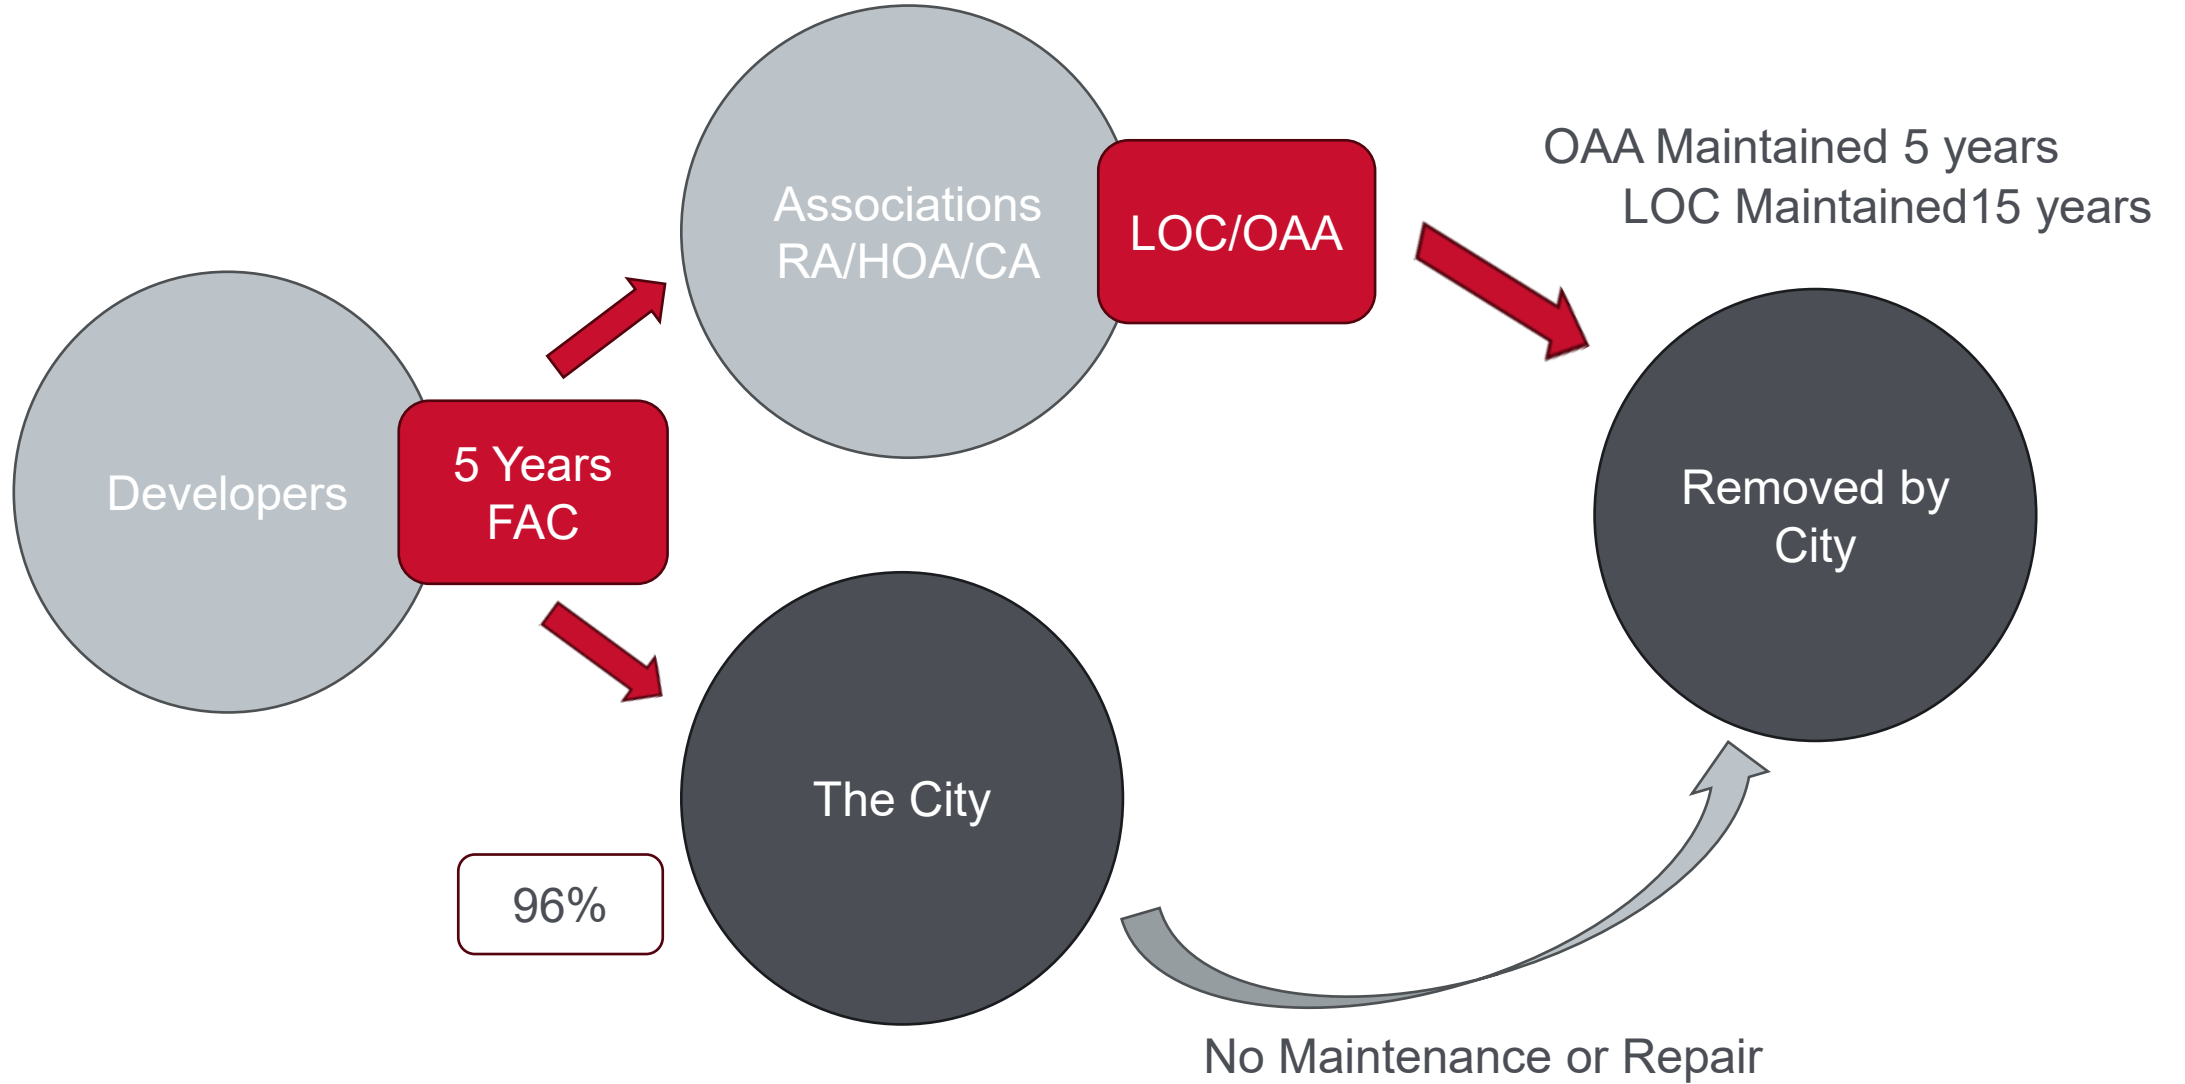 OAA Maintained 5 years
LOC Maintained15 years
Associations
RA/HOA/CA
LOC/OAA
Developers
5 Years
FAC
Removed by
City
The City
96%
No Maintenance or Repair